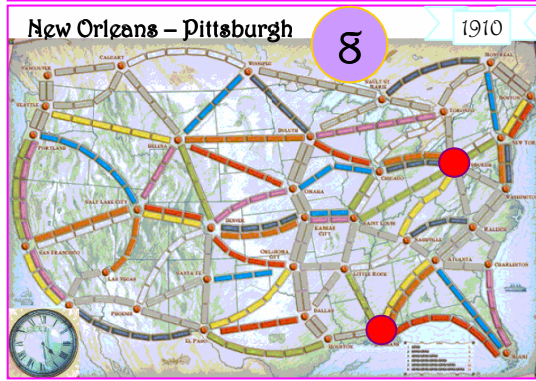 New Orleans – Pittsburgh
8
1910
Vancouver
Calgary
Winnipeg
Sault St. Marie
Montreal
Boston
Seattle
Portland
Helena
Duluth
Toronto
New York
Chicago
Omaha
Salt Lake City
Denver
Kansas City
Saint Louis
Washington
San Francisco
Oklahoma City
Nashville
Raleigh
Las Vegas
Santa Fe
Little Rock
Atlanta
Charleston
Phoenix
El Paso
Dallas
Houston
Miami